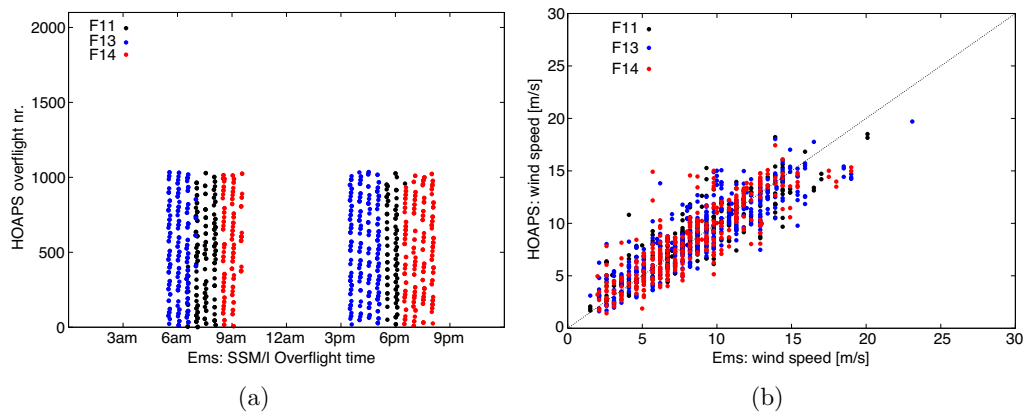 2000
1500
1000
500
0
HOAPS overflight nr.
F11
F13
F14
3am
6am
9am
12am
3pm
6pm
9pm
Ems: SSM/I Overflight time
(a)
30
25
20
15
10
5
0
HOAPS: wind speed [m/s]
F11
F13
F14
0
5
10
15
20
25
30
Ems: wind speed [m/s]
(b)